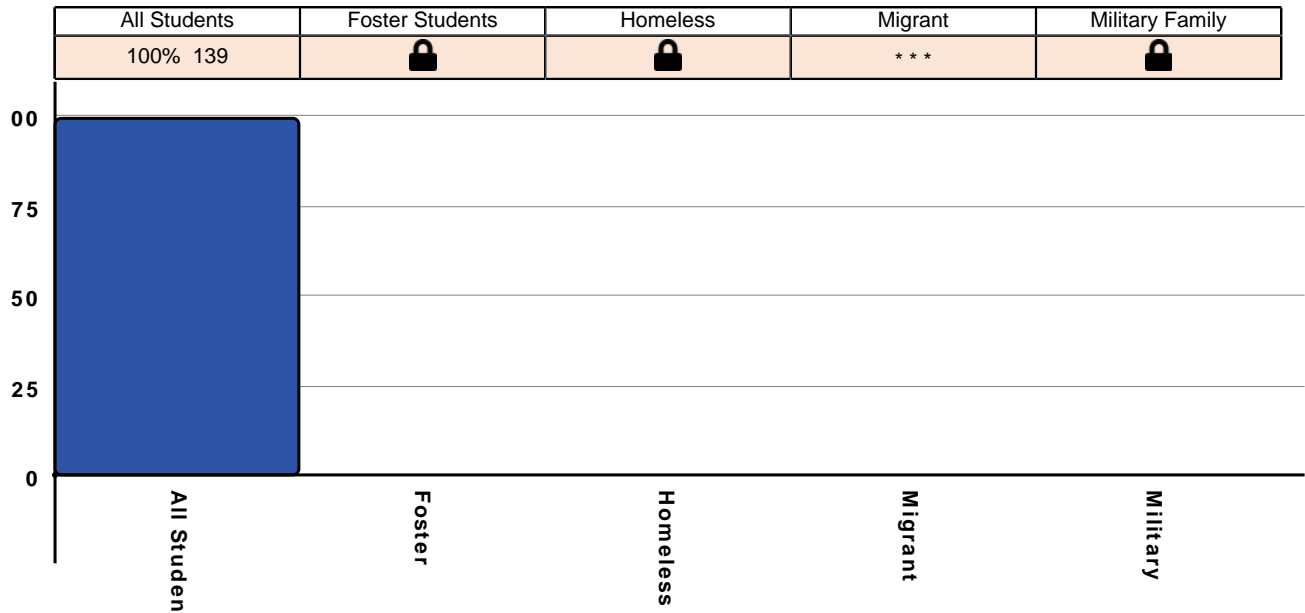 All Students Foster Students Homeless Migrant Military Family
100% 139 * * *
00
75
50
25
0
All Studen
Foster
Homeless
Migrant
Military